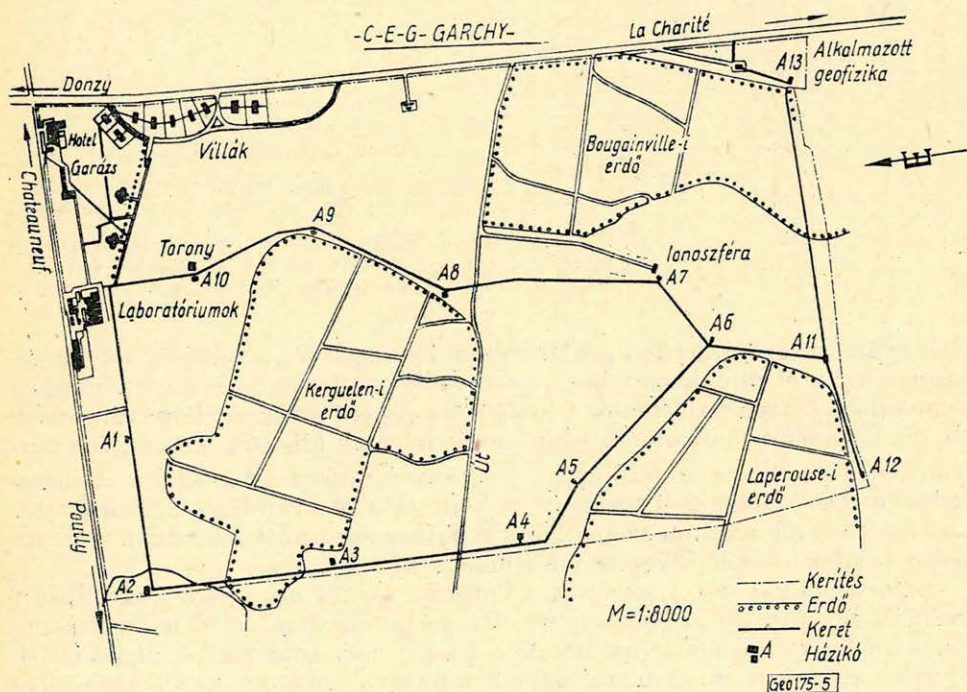 -C-E-G- GARCHY-
La Charité
Donzy
A13
Alkalmazott
geofizika
Hotel
Garázs
Villák
Bougainville-i
erdő
Chateauneuf
A9
Torony
A10
A8
Ionoszféra
A7
Laboratóriumok
A6
A11
Kerguelen-i
erdő
A1
Út
A5
Laperouse-i
erdő
A12
Pouilly
A4
A3
A2
M=1:8000
Kerítés
Erdő
Keret
A Házikó
Geo175-5